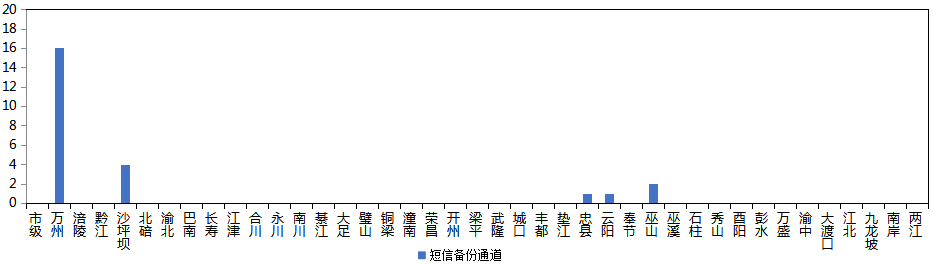 20
18
16
14
12
10
8
6
4
2
0
市级
万州
涪陵
黔江
沙坪坝
北碚
渝北
巴南
长寿
江津
合川
永川
南川
綦江
大足
璧山
铜梁
潼南
荣昌
开州
梁平
武隆
城口
丰都
垫江
忠县
云阳
奉节
巫山
巫溪
石柱
秀山
酉阳
彭水
万盛
渝中
大渡口
江北
九龙坡
南岸
两江
短信备份通道